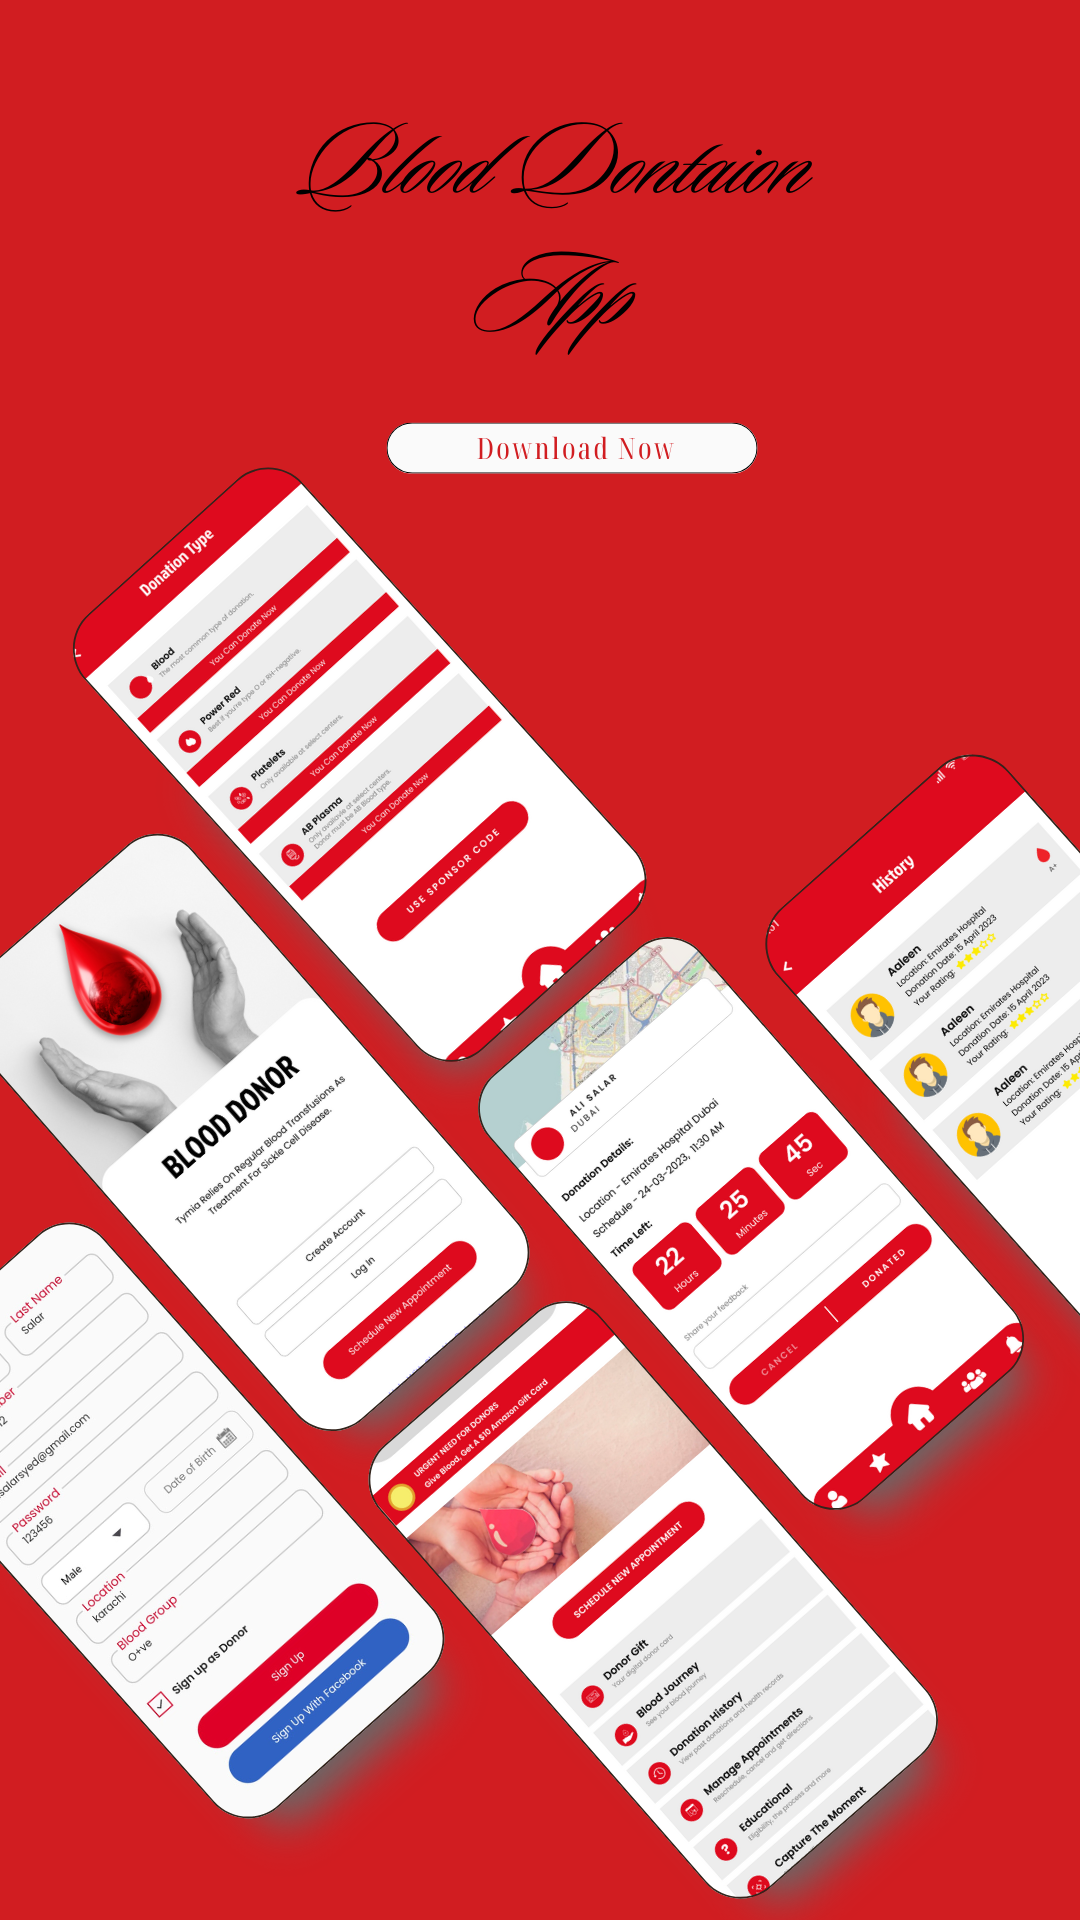 Blood Dontaion
App
Download Now
Donation Type
Blood
The most common type of donation.
You Can Donate Now
Power Red
Best if you're type O or RH-negative.
You Can Donate Now
Platelets
Only available at select centers.
You Can Donate Now
AB Plasma
Only available at select centers.
Donor must be AB Blood type.
You Can Donate Now
USE SPONSOR CODE
BLOOD DONOR
Tymia Relies On Regular Blood Transfusions As
Treatment For Sickle Cell Disease.
Create Account
Log in
Schedule New Appointment
ALI SALAR
DUBAI
Donation Details:
Location - Emirates Hospital Dubai
Schedule - 24-03-2023, 11:30 AM
Time Left:
22
Hours
25
Minutes
45
Sec
Share your feedback
CANCEL
DONATED
History
A+
Aaleen
Location: Emirates Hospital
Donation Date: 15 April 2023
Your Rating:
Aaleen
Location: Emirates Hospital
Donation Date: 15 April 2023
Your Rating:
Aaleen
Location: Emirates Hosp
Donation Date: 15 Ap
Your Rating:
Last Name
Salar
salarsyed@gmail.com
Password
123456
Male
Date of Birth
Location
karachi
Blood Group
O+ve
Sign up as Donor
Sign Up
Sign Up With Facebook
URGENT NEED FOR DONORS
Give Blood, Get A $10 Amazon Gift Card
SCHEDULE NEW APPOINTMENT
Donor Gift
Your digital donor card
Blood Journey
See your blood journey
Donation History
View past donations and health records
Manage Appointments
Reschedule, cancel and get directions
Educational
Eligibility, the process and more
Capture The Moment